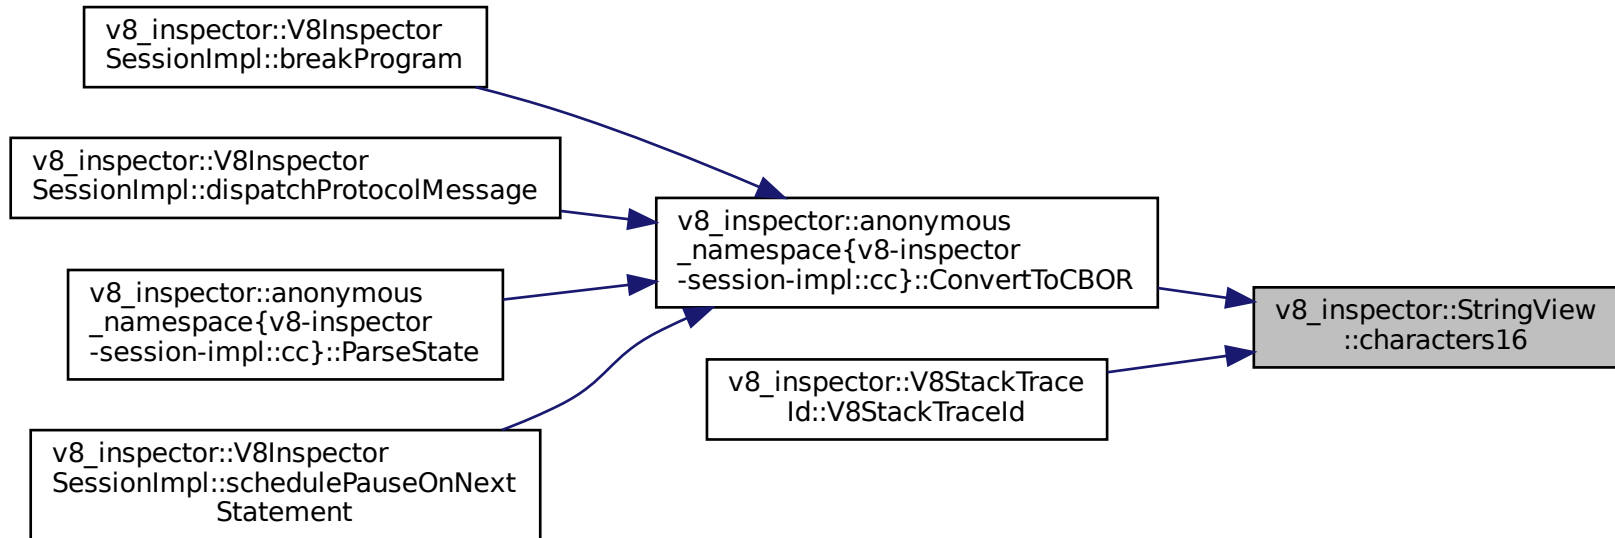 v8_inspector::V8Inspector
SessionImpl::breakProgram
v8_inspector::V8Inspector
SessionImpl::dispatchProtocolMessage
v8_inspector::anonymous
_namespace{v8-inspector
-session-impl::cc}::ParseState
v8_inspector::V8Inspector
SessionImpl::schedulePauseOnNext
Statement
v8_inspector::anonymous
_namespace{v8-inspector
-session-impl::cc}::ConvertToCBOR
v8_inspector::V8StackTrace
Id::V8StackTraceId
v8_inspector::StringView
::characters16